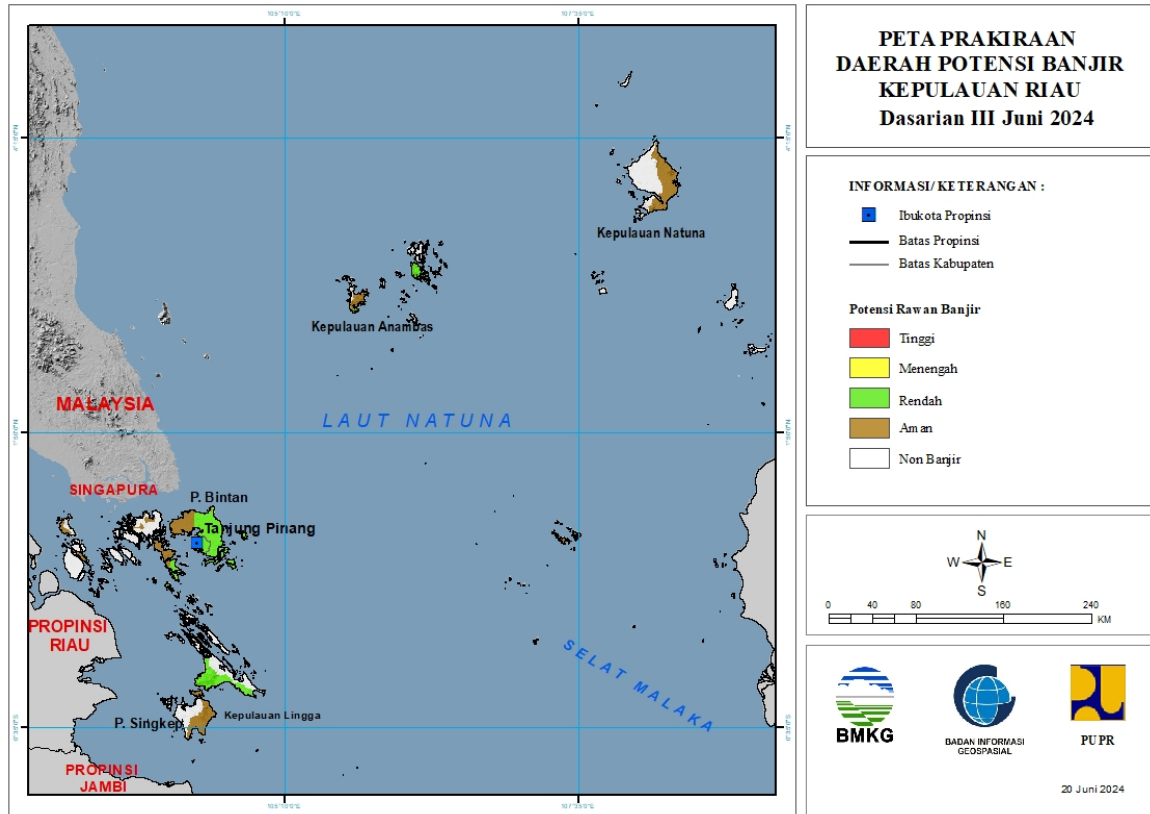 PETA PRAKIRAAN
DAERAH POTENSI BANJIR
KEPULAUAN RIAU
Dasarian III Juni 2024
INFORMASI/ KETERANGAN :
Ibukota Propinsi
Batas Propinsi
Batas Kabupaten
Potensi Rawan Banjir
Tinggi
Menengah
Rendah
Aman
Non Banjir
N
W E
S
0 40 80 160 240
KM
BMKG
BADAN INFORMASI
GEOSPASIAL
PUPR
20 Juni 2024
Kepulauan Natuna
Kepulauan Anambas
MALAYSIA
LAUT NATUNA
SINGAPURA
P. Bintan
Tanjung Pinang
PROPINSI
RIAU
SELAT MALAKA
P. Singkep
Kepulauan Lingga
PROPINSI
JAMBI